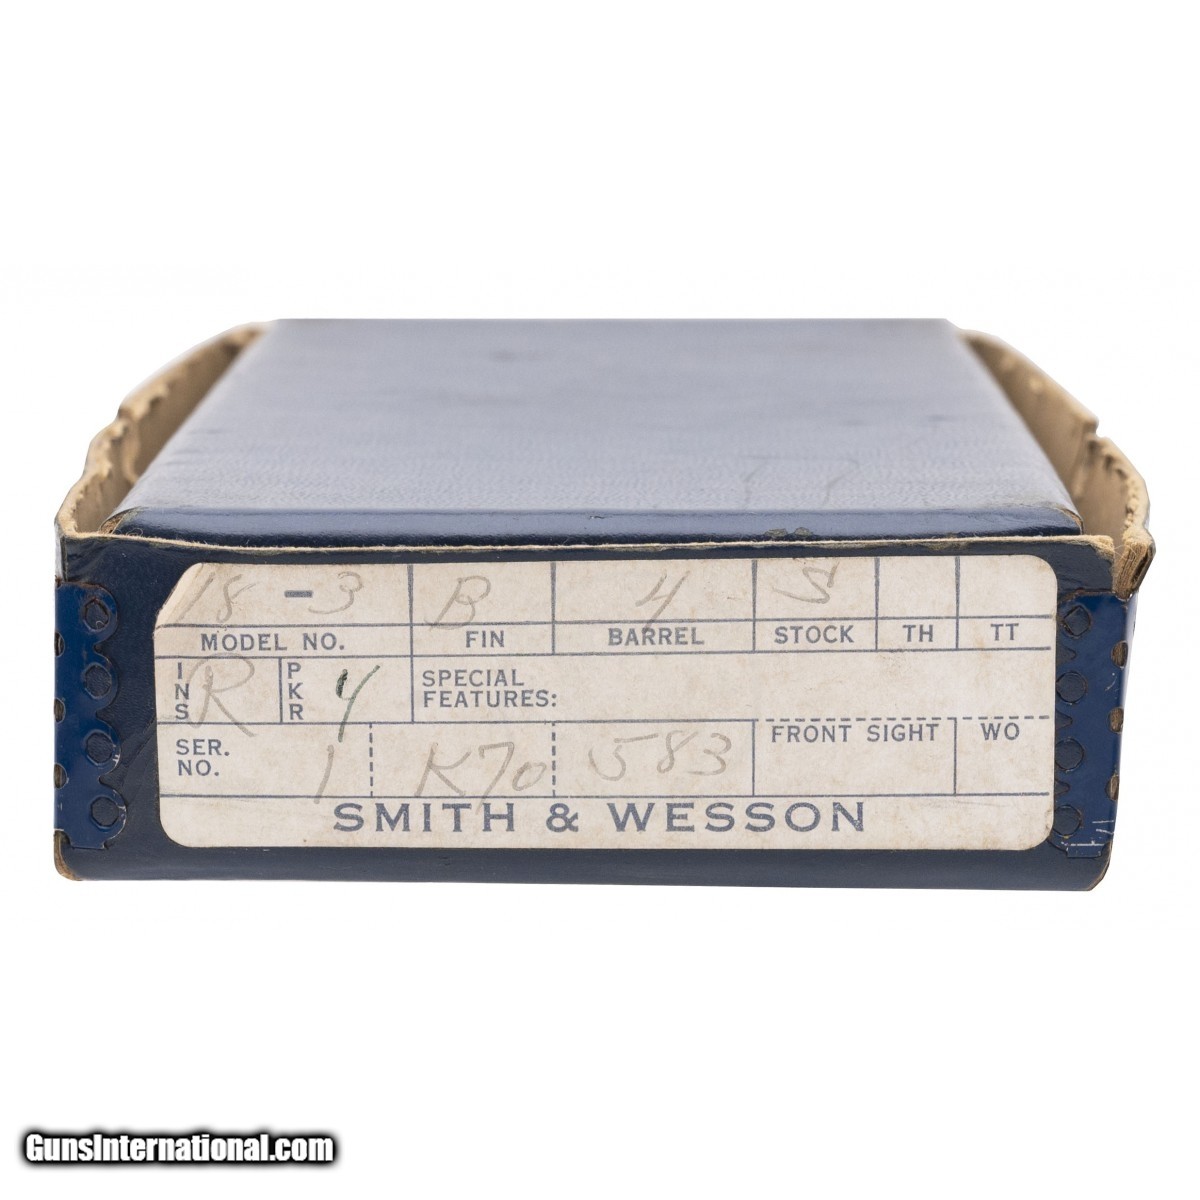 18 - 3 B 4 S
MODEL NO. FIN BARREL STOCK TH TT
INS R PKR 4 SPECIAL
FEATURES:
SER. NO. 1 K70 583 FRONT SIGHT WO
SMITH & WESSON
GunsInternational.com